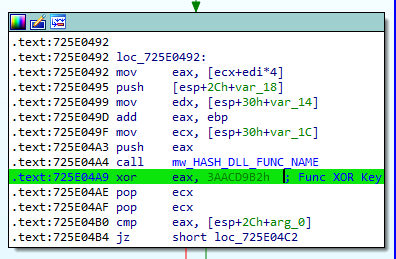 .text:725E0492
.text:725E0492 loc_725E0492:
.text:725E0492 mov eax, [ecx+edi*4]
.text:725E0495 push [esp+2Ch+var_18]
.text:725E0499 mov edx, [esp+30h+var_14]
.text:725E049D add eax, ebp
.text:725E049F mov ecx, [esp+30h+var_1C]
.text:725E04A3 push eax
.text:725E04A4 call mw_HASH_DLL_FUNC_NAME
.text:725E04A9 xor eax, 3AACD9B2h ; Func XOR Key
.text:725E04AE pop ecx
.text:725E04AF pop ecx
.text:725E04B0 cmp eax, [esp+2Ch+arg_0]
.text:725E04B4 jz short loc_725E04C2